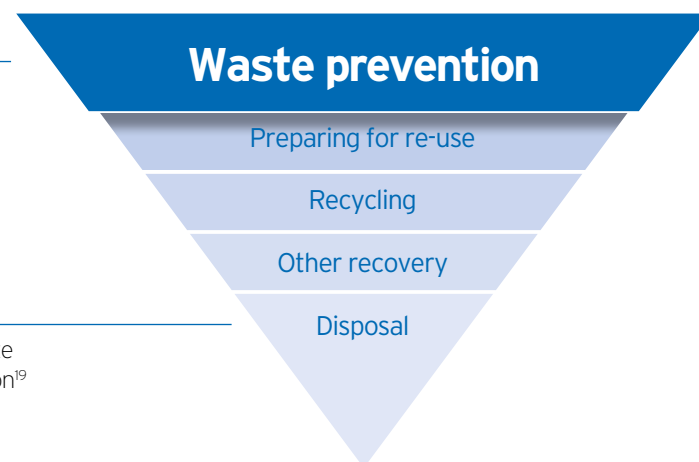 Waste prevention
Preparing for re-use
Recycling
Other recovery
Disposal